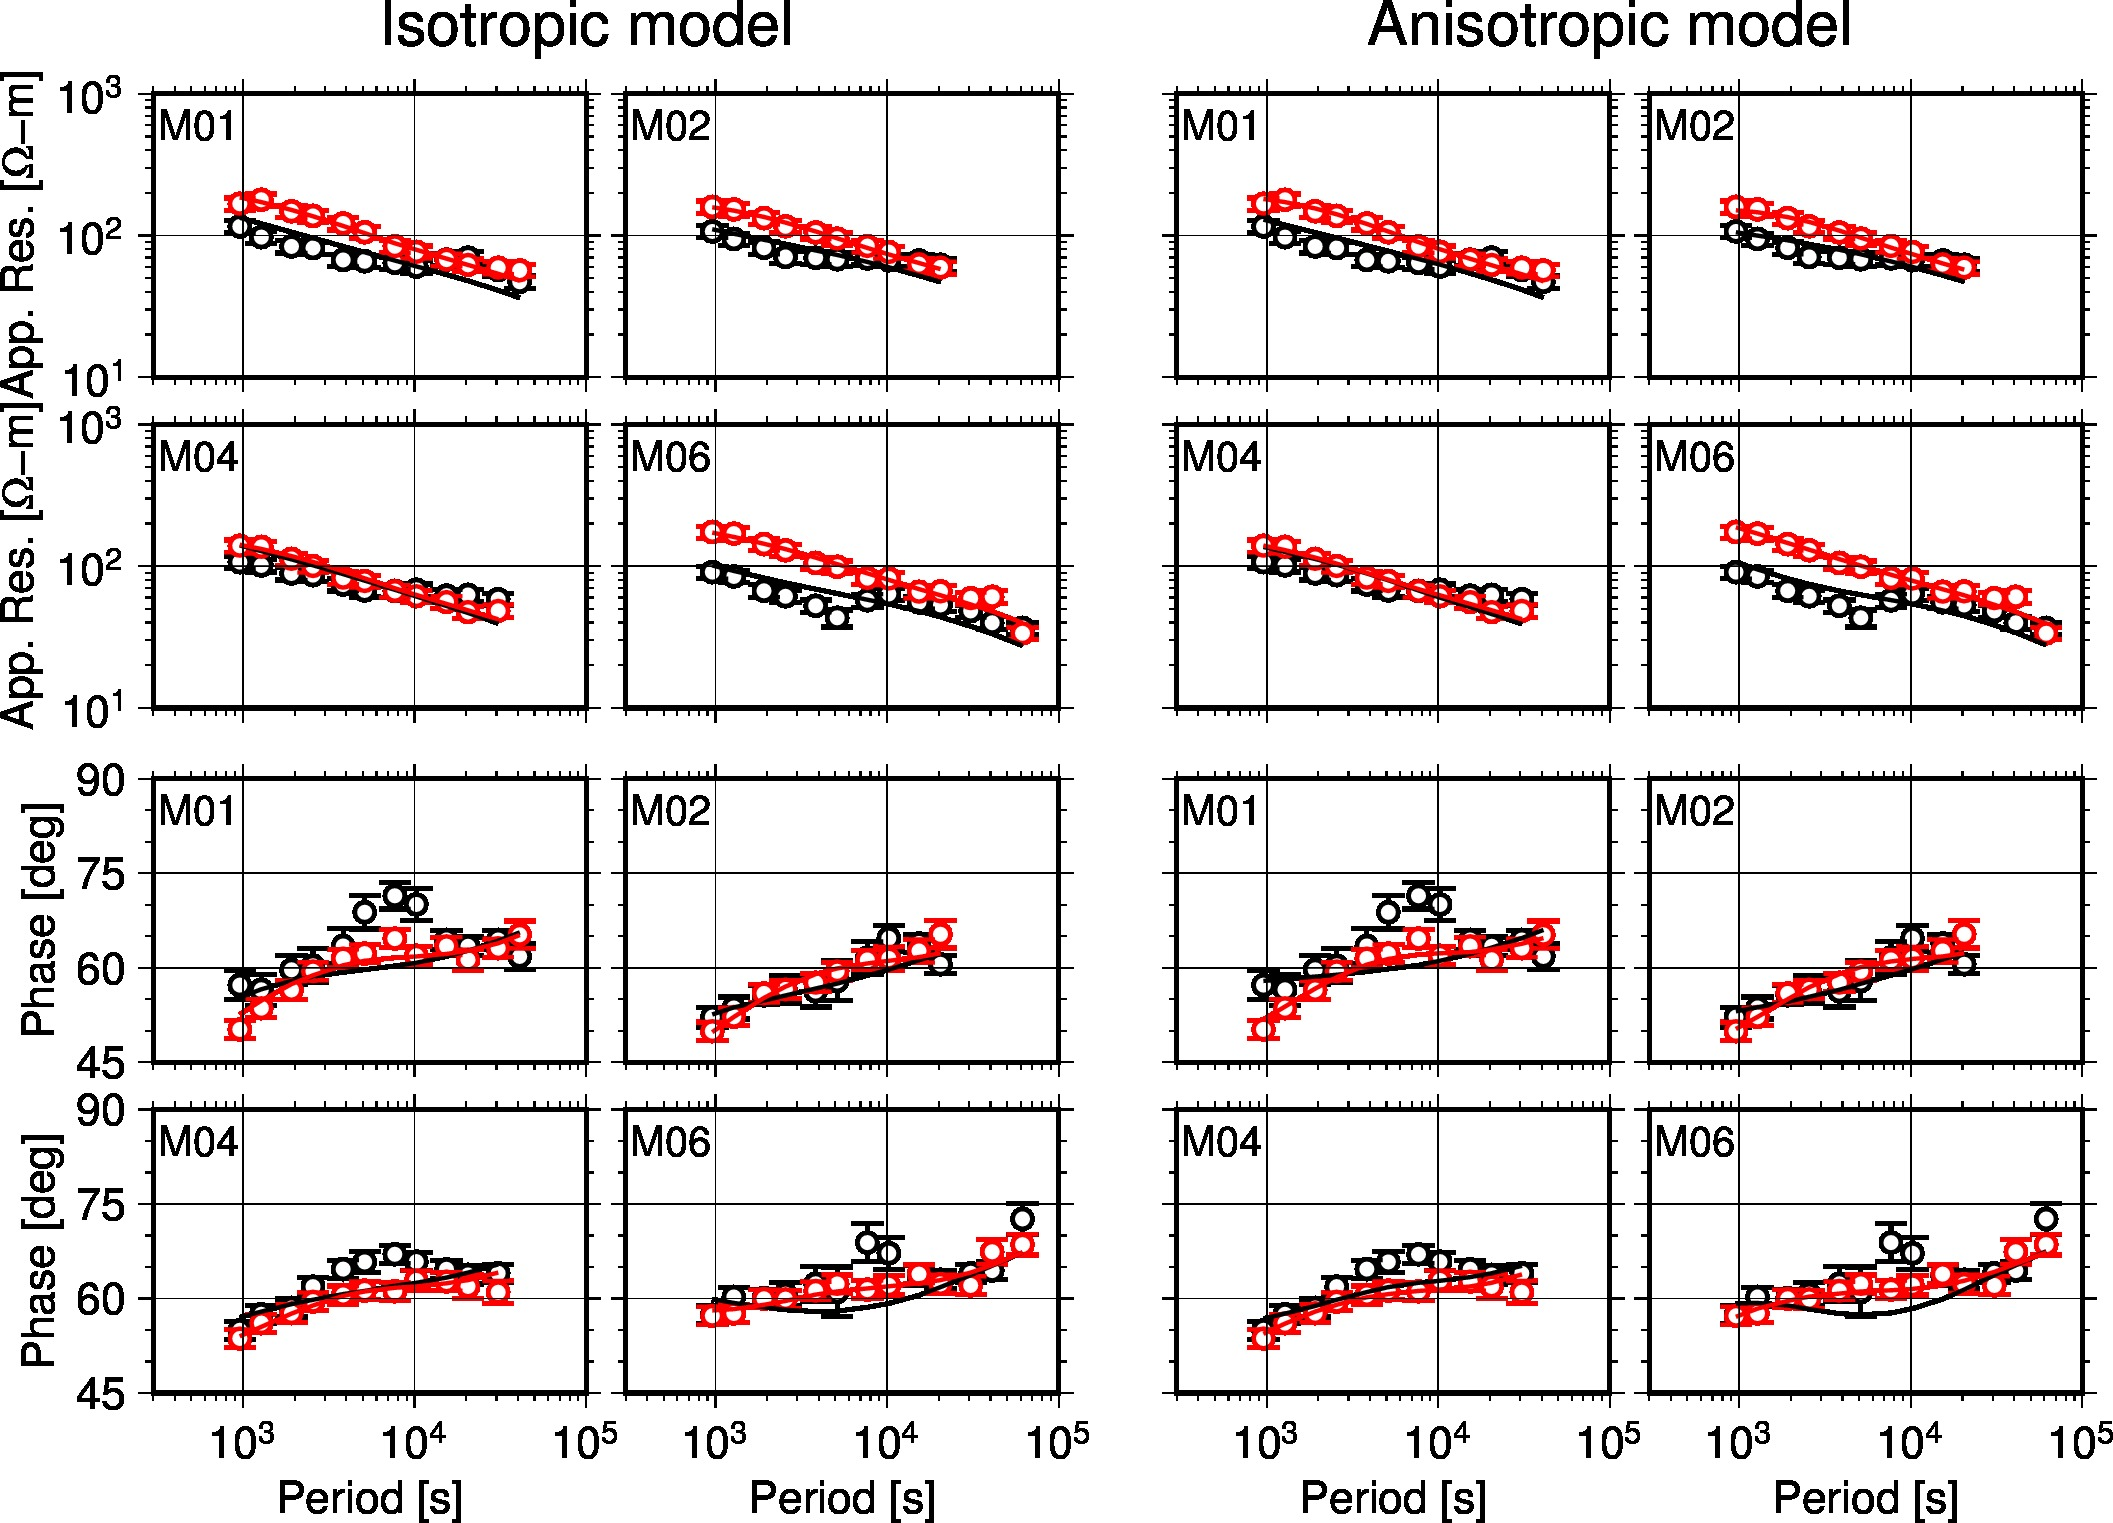 Isotropic model Anisotropic model
App. Res. [Ω−m]
10³
10²
10¹
M01 M02 M01 M02
App. Res. [Ω−m]
10³
10²
10¹
M04 M06 M04 M06
Phase [deg]
90
75
60
45
M01 M02 M01 M02
Phase [deg]
90
75
60
45
M04 M06 M04 M06
10³ 10⁴ 10⁵ 10³ 10⁴ 10⁵ 10³ 10⁴ 10⁵ 10³ 10⁴ 10⁵
Period [s] Period [s] Period [s] Period [s]